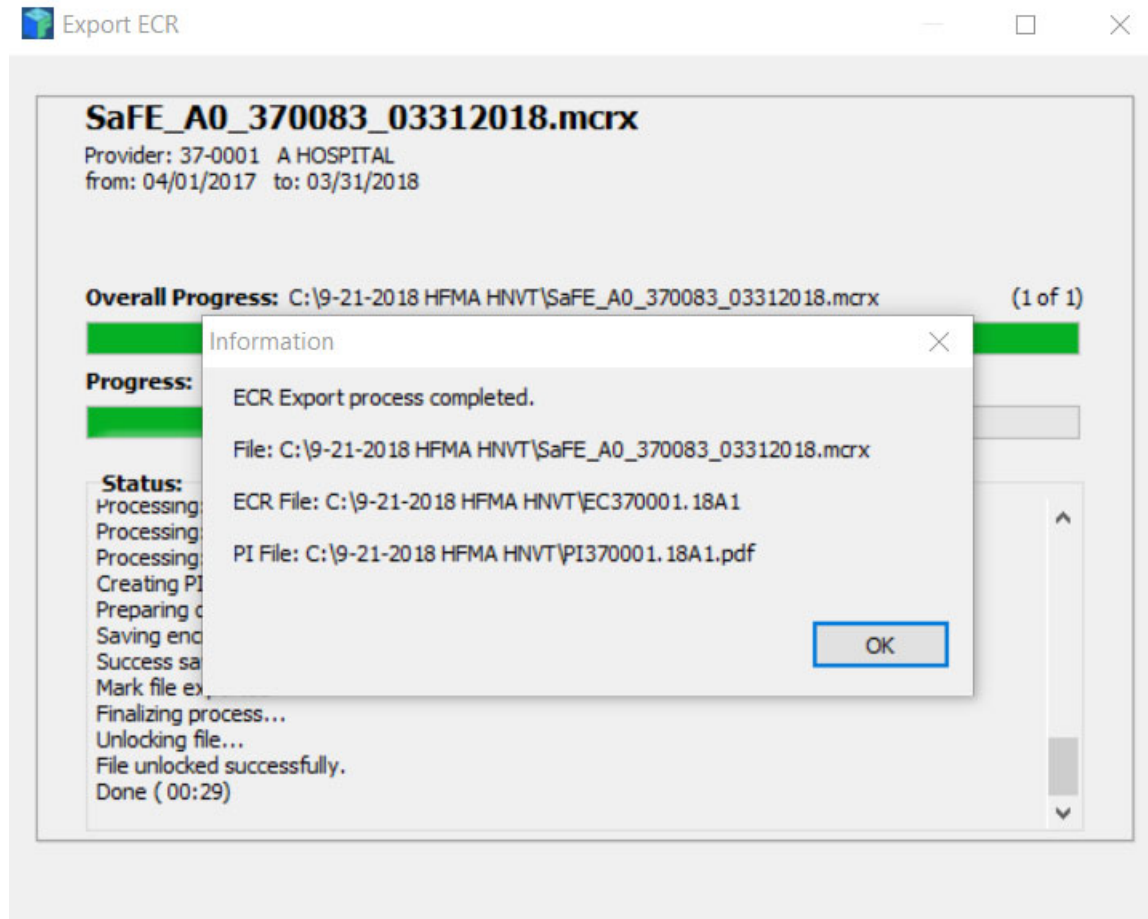 Export ECR
SaFE_A0_370083_03312018.mcrx
Provider: 37-0001 A HOSPITAL
from: 04/01/2017 to: 03/31/2018
Overall Progress: C:\9-21-2018 HFMA HNVT\SaFE_A0_370083_03312018.mcrx (1 of 1)
Information
Progress:
ECR Export process completed.
File: C:\9-21-2018 HFMA HNVT\SaFE_A0_370083_03312018.mcrx
ECR File: C:\9-21-2018 HFMA HNVT\EC370001.18A1
PI File: C:\9-21-2018 HFMA HNVT\PI370001.18A1.pdf
OK
Status:
Processing:
Processing:
Processing:
Creating PI
Preparing
Saving
Success
Mark file
Finalizing process...
Unlocking file...
File unlocked successfully.
Done ( 00:29)